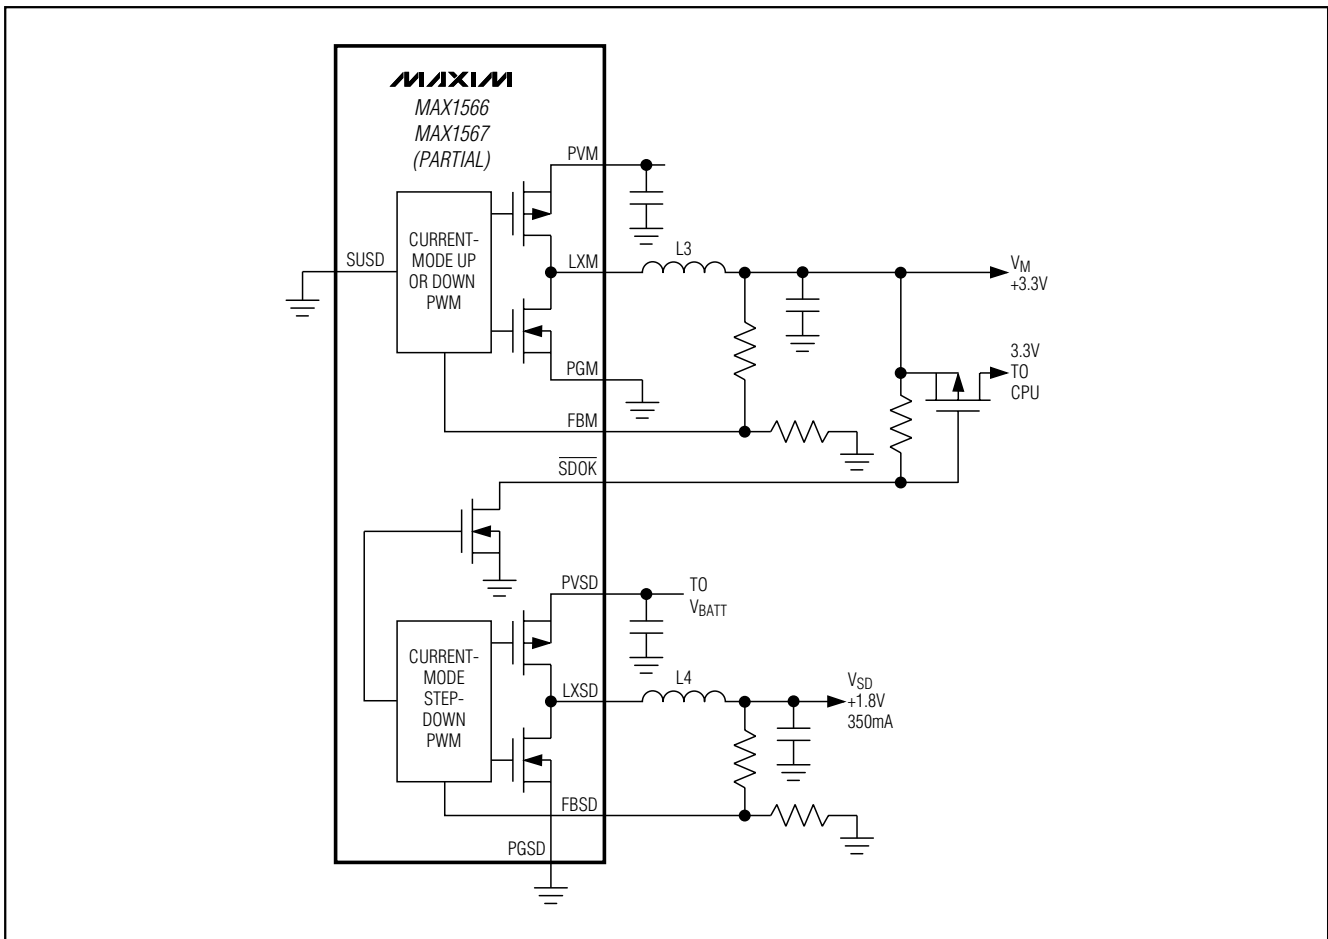 MAXIM
MAX1566
MAX1567
(PARTIAL)
PVM
CURRENT-
MODE UP
OR DOWN
PWM
SUSD
LXM
L3
VM
+3.3V
3.3V
TO
CPU
PGM
FBM
SDOK
PVSD
TO
VBATT
CURRENT-
MODE
STEP-
DOWN
PWM
LXSD
L4
VSD
+1.8V
350mA
FBSD
PGSD